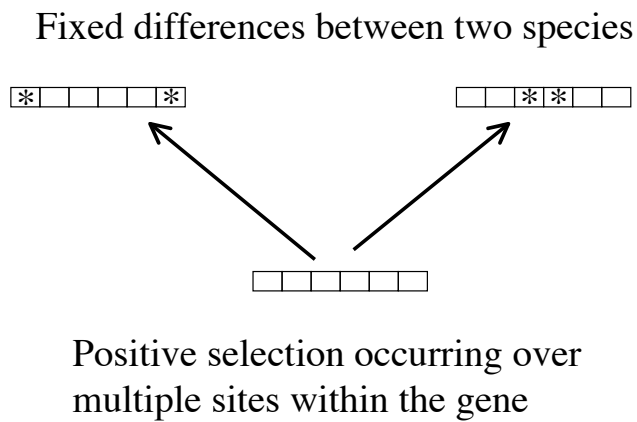 Fixed differences between two species
* *
* *
Positive selection occurring over
multiple sites within the gene